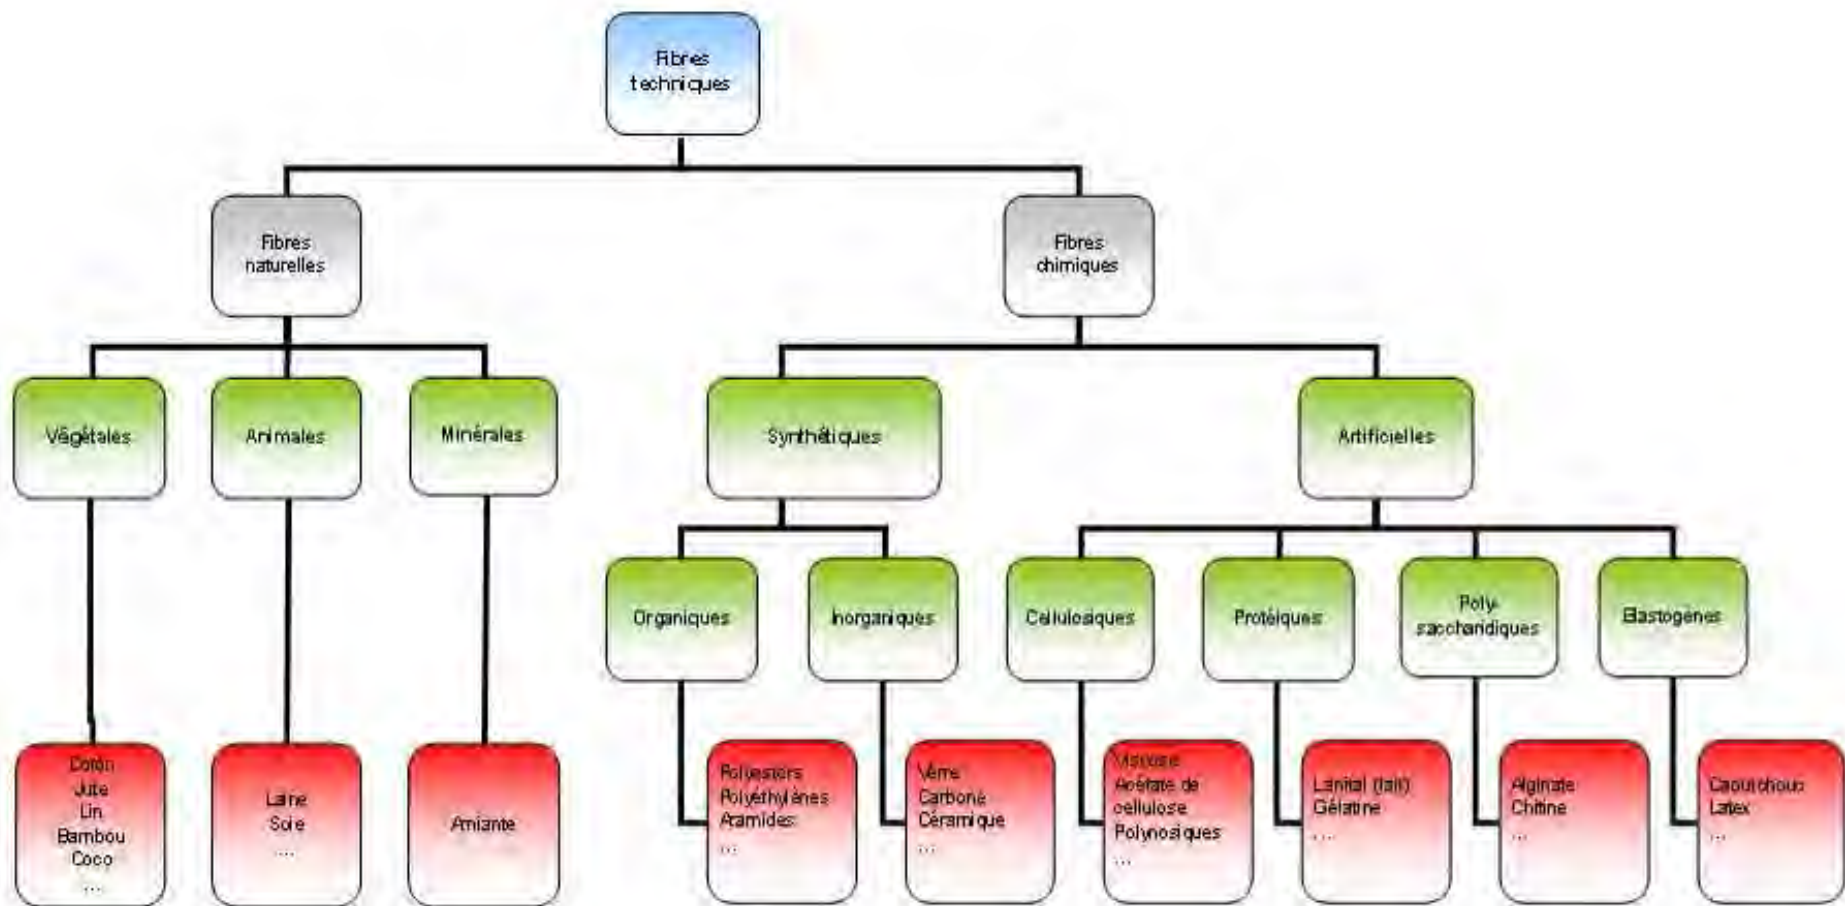 Fibres
techniques
Fibres
naturelles
Fibres
chimiques
Végétales
Animales
Minérales
Synthétiques
Artificielles
Organiques
Inorganiques
Cellulosiques
Protéiques
Poly-
saccharidiques
Elastogènes
Coton
Jute
Lin
Bambou
Coco
...
Laine
Soie
...
Amiante
Polyesters
Polyéthylènes
Aramides
...
Verre
Carbone
Céramique
...
Viscose
Acétate de
cellulose
Polynosiques
...
Lanital (lait)
Gélatine
...
Alginate
Chitine
...
Caoutchouc
Latex
...